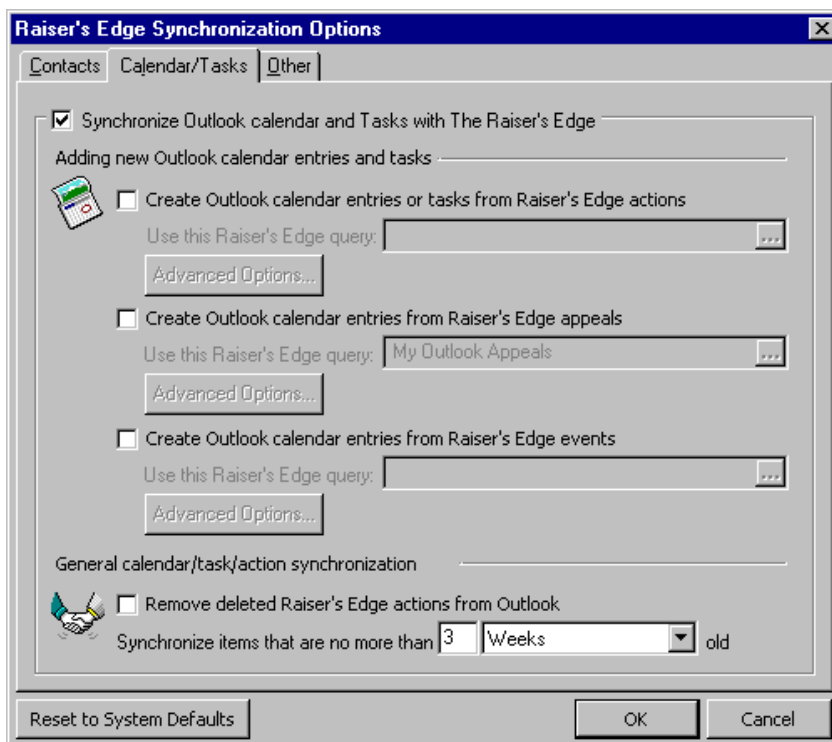 Raiser's Edge Synchronization Options
Contacts Calendar/Tasks Other
Synchronize Outlook calendar and Tasks with The Raiser's Edge
Adding new Outlook calendar entries and tasks
Create Outlook calendar entries or tasks from Raiser's Edge actions
Use this Raiser's Edge query: ...
Advanced Options...
Create Outlook calendar entries from Raiser's Edge appeals
Use this Raiser's Edge query: My Outlook Appeals ...
Advanced Options...
Create Outlook calendar entries from Raiser's Edge events
Use this Raiser's Edge query: ...
Advanced Options...
General calendar/task/action synchronization
Remove deleted Raiser's Edge actions from Outlook
Synchronize items that are no more than 3 Weeks old
Reset to System Defaults OK Cancel